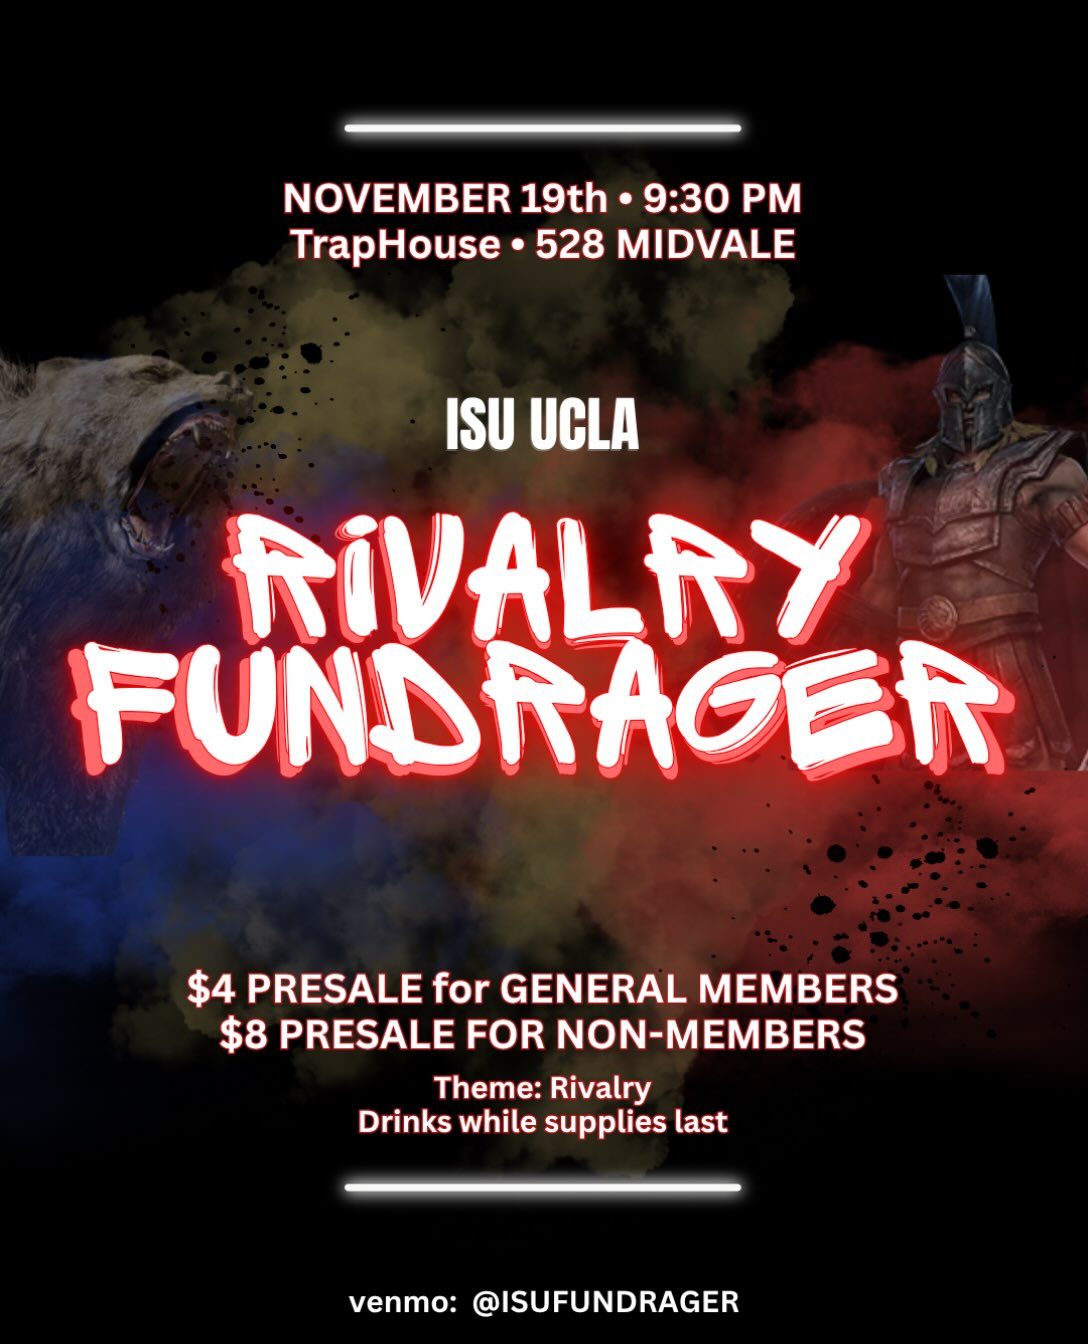 NOVEMBER 19th • 9:30 PM
TrapHouse • 528 MIDVALE
ISU UCLA
RiVALRY
FUNDRAGER
$4 PRESALE for GENERAL MEMBERS
$8 PRESALE FOR NON-MEMBERS
Theme: Rivalry
Drinks while supplies last
venmo: @ISUFUNDRAGER